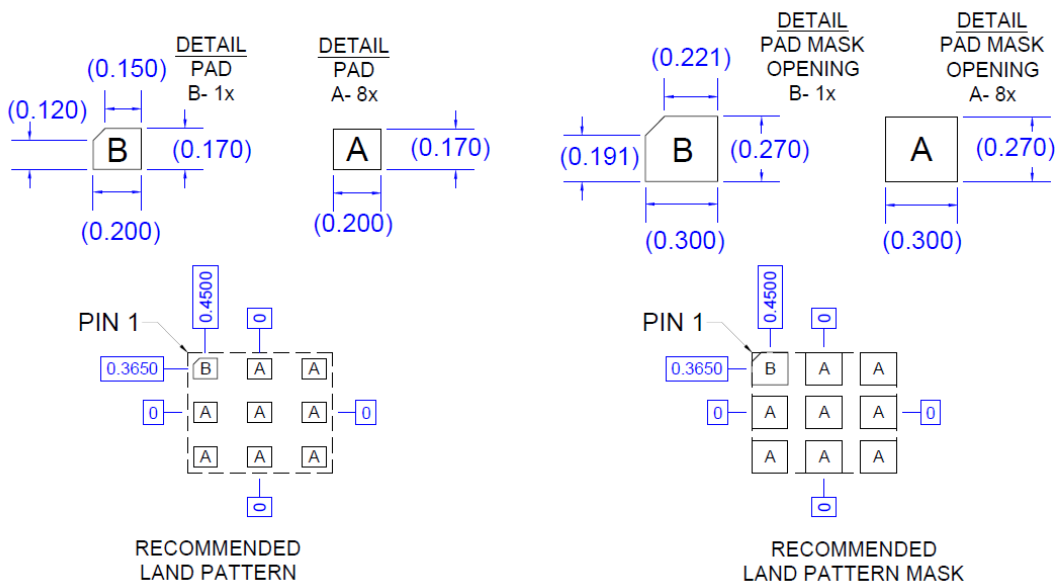 DETAIL
PAD
B- 1x
(0.150)
(0.120)
B
(0.170)
(0.200)
DETAIL
PAD
A- 8x
A
(0.170)
(0.200)
PIN 1
0.4500
0
0.3650
B A A
0
A A A
0
A A A
0
RECOMMENDED
LAND PATTERN
DETAIL
PAD MASK
OPENING
B- 1x
(0.221)
(0.191)
B
(0.270)
(0.300)
DETAIL
PAD MASK
OPENING
A- 8x
A
(0.270)
(0.300)
PIN 1
0.4500
0
0.3650
B A A
0
A A A
0
A A A
0
RECOMMENDED
LAND PATTERN MASK